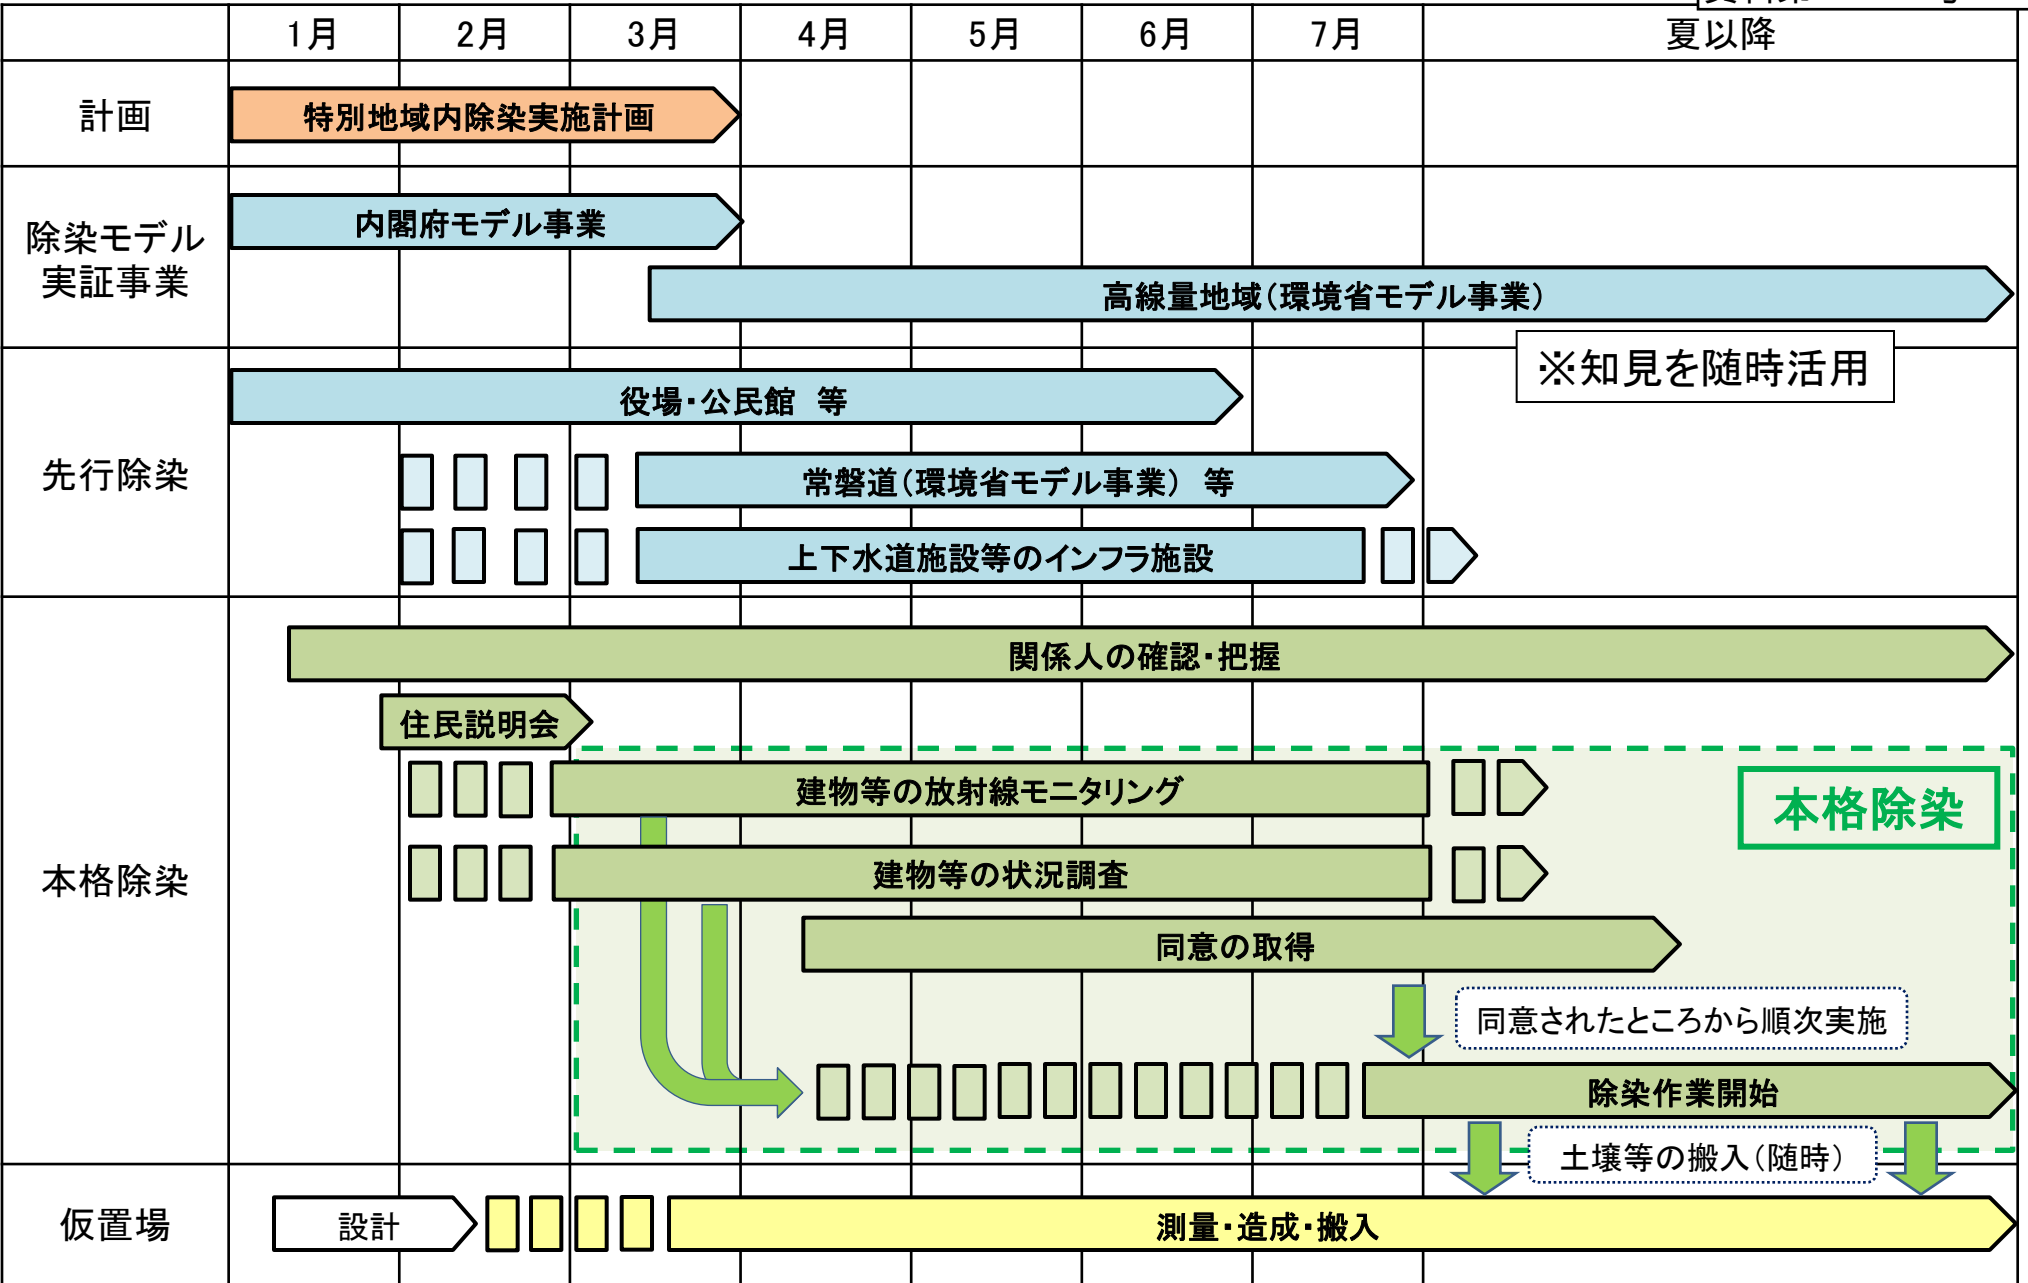 1月 2月 3月 4月 5月 6月 7月 夏以降
計画
特別地域内除染実施計画
除染モデル
実証事業
内閣府モデル事業
高線量地域(環境省モデル事業)
※知見を随時活用
先行除染
役場・公民館 等
常磐道(環境省モデル事業) 等
上下水道施設等のインフラ施設
本格除染
関係人の確認・把握
住民説明会
建物等の放射線モニタリング
本格除染
建物等の状況調査
同意の取得
同意されたところから順次実施
除染作業開始
土壌等の搬入(随時)
仮置場
設計
測量・造成・搬入